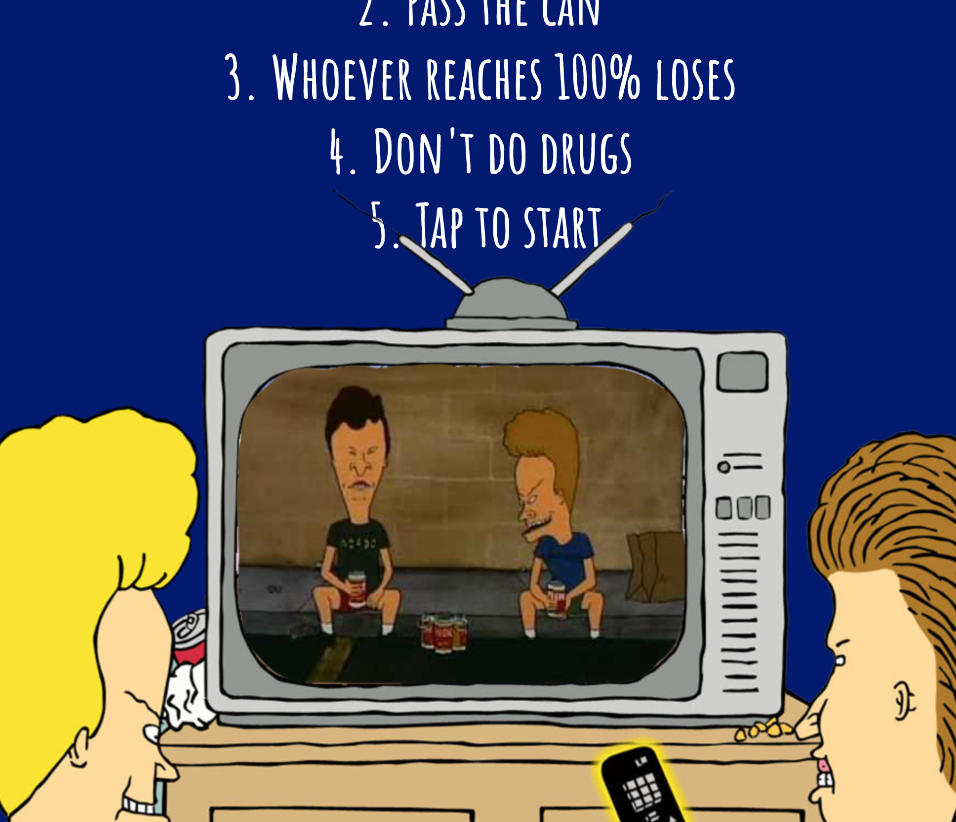 2. Pass the can
3. Whoever reaches 100% loses
4. Don't do drugs
5. Tap to start